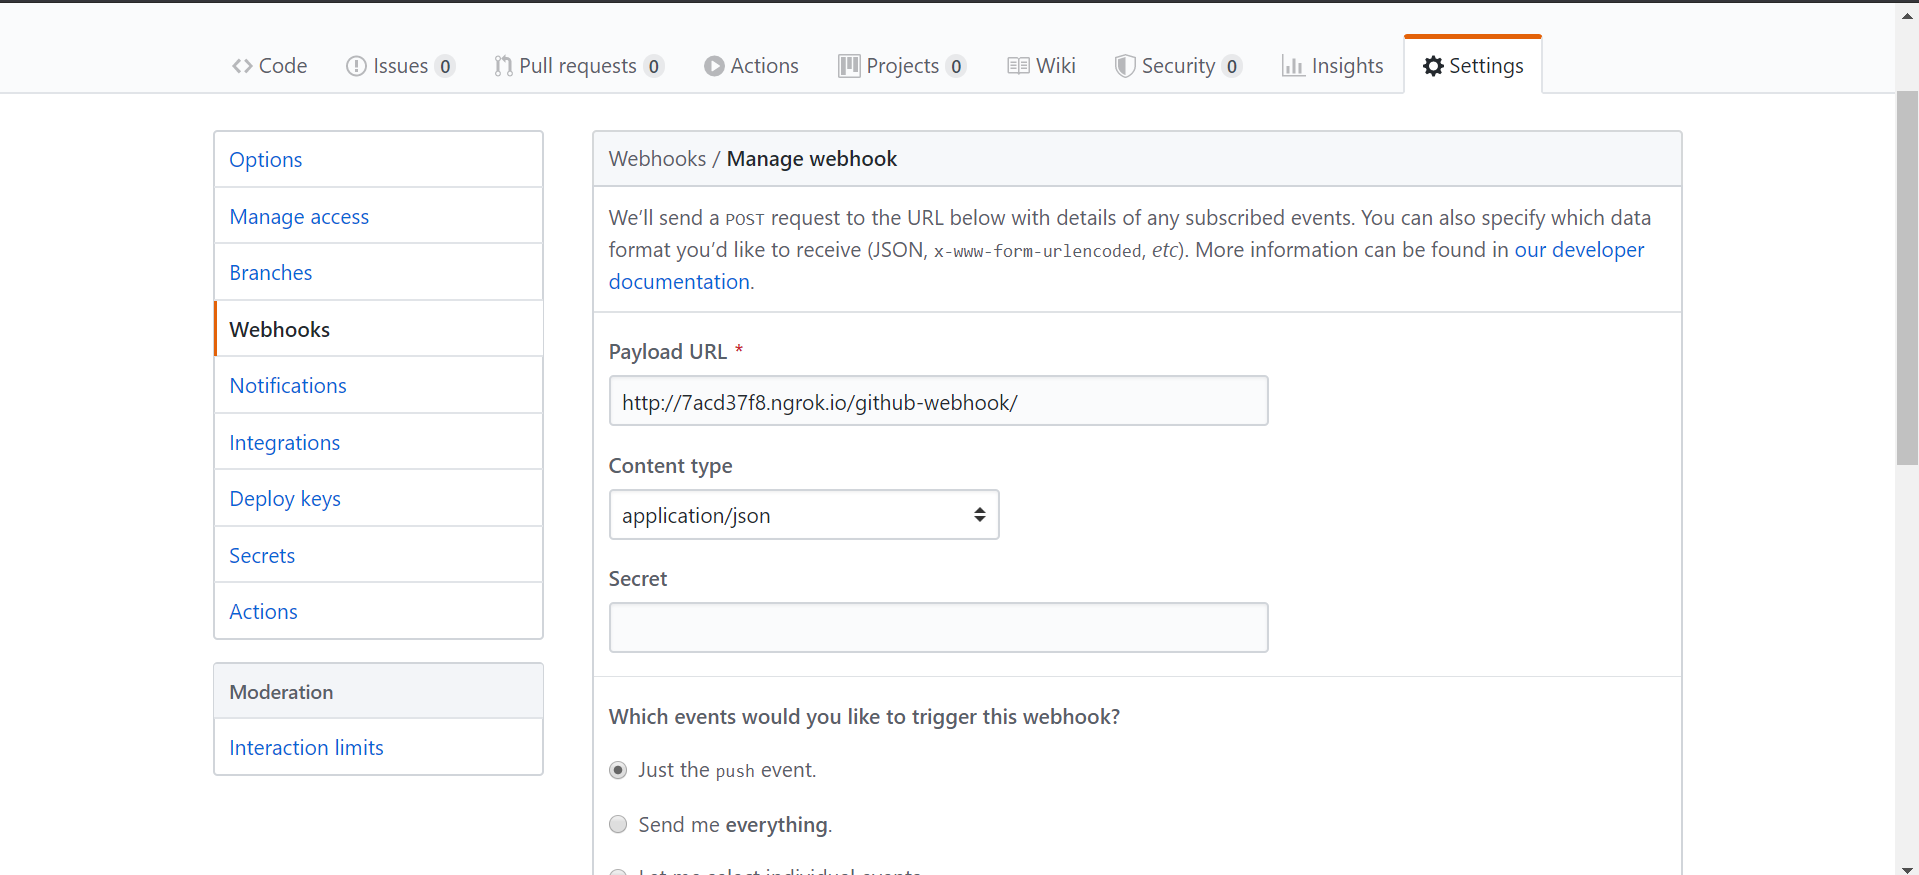 Code Issues 0 Pull requests 0 Actions Projects 0 Wiki Security 0 Insights Settings
Options
Manage access
Branches
Webhooks
Notifications
Integrations
Deploy keys
Secrets
Actions
Moderation
Interaction limits
Webhooks / Manage webhook
We’ll send a POST request to the URL below with details of any subscribed events. You can also specify which data
format you’d like to receive (JSON, x-www-form-urlencoded, etc). More information can be found in our developer
documentation.
Payload URL *
http://7acd37f8.ngrok.io/github-webhook/
Content type
application/json
Secret
Which events would you like to trigger this webhook?
Just the push event.
Send me everything.
Let me select individual events.